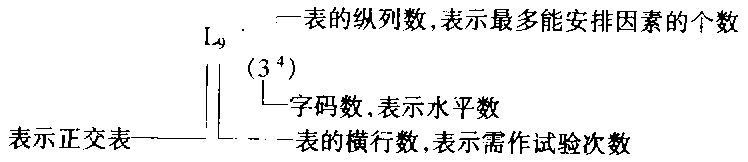 表的纵列数,表示最多能安排因素的个数
L₉
(3⁴)
字码数,表示水平数
表示正交表
表的横行数,表示需作试验次数